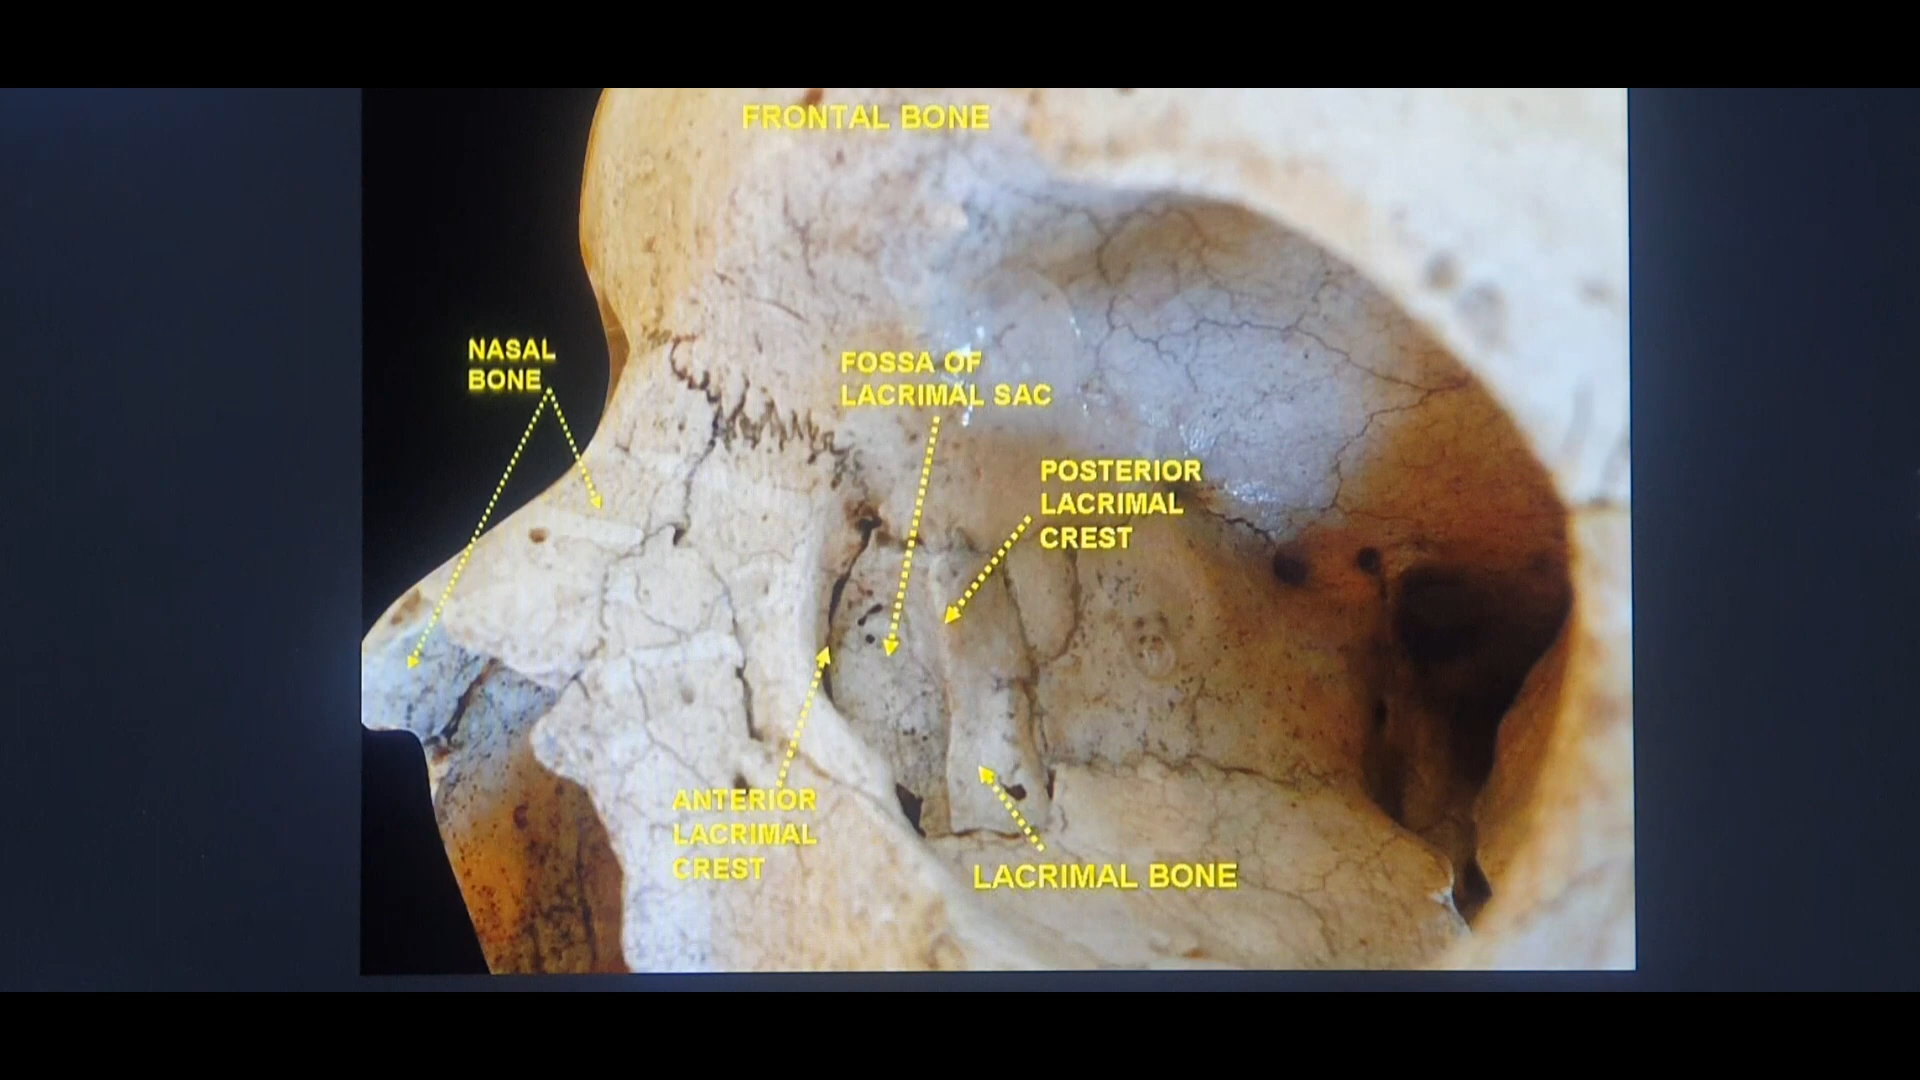 FRONTAL BONE
NASAL
BONE
FOSSA OF
LACRIMAL SAC
POSTERIOR
LACRIMAL
CREST
ANTERIOR
LACRIMAL
CREST
LACRIMAL BONE